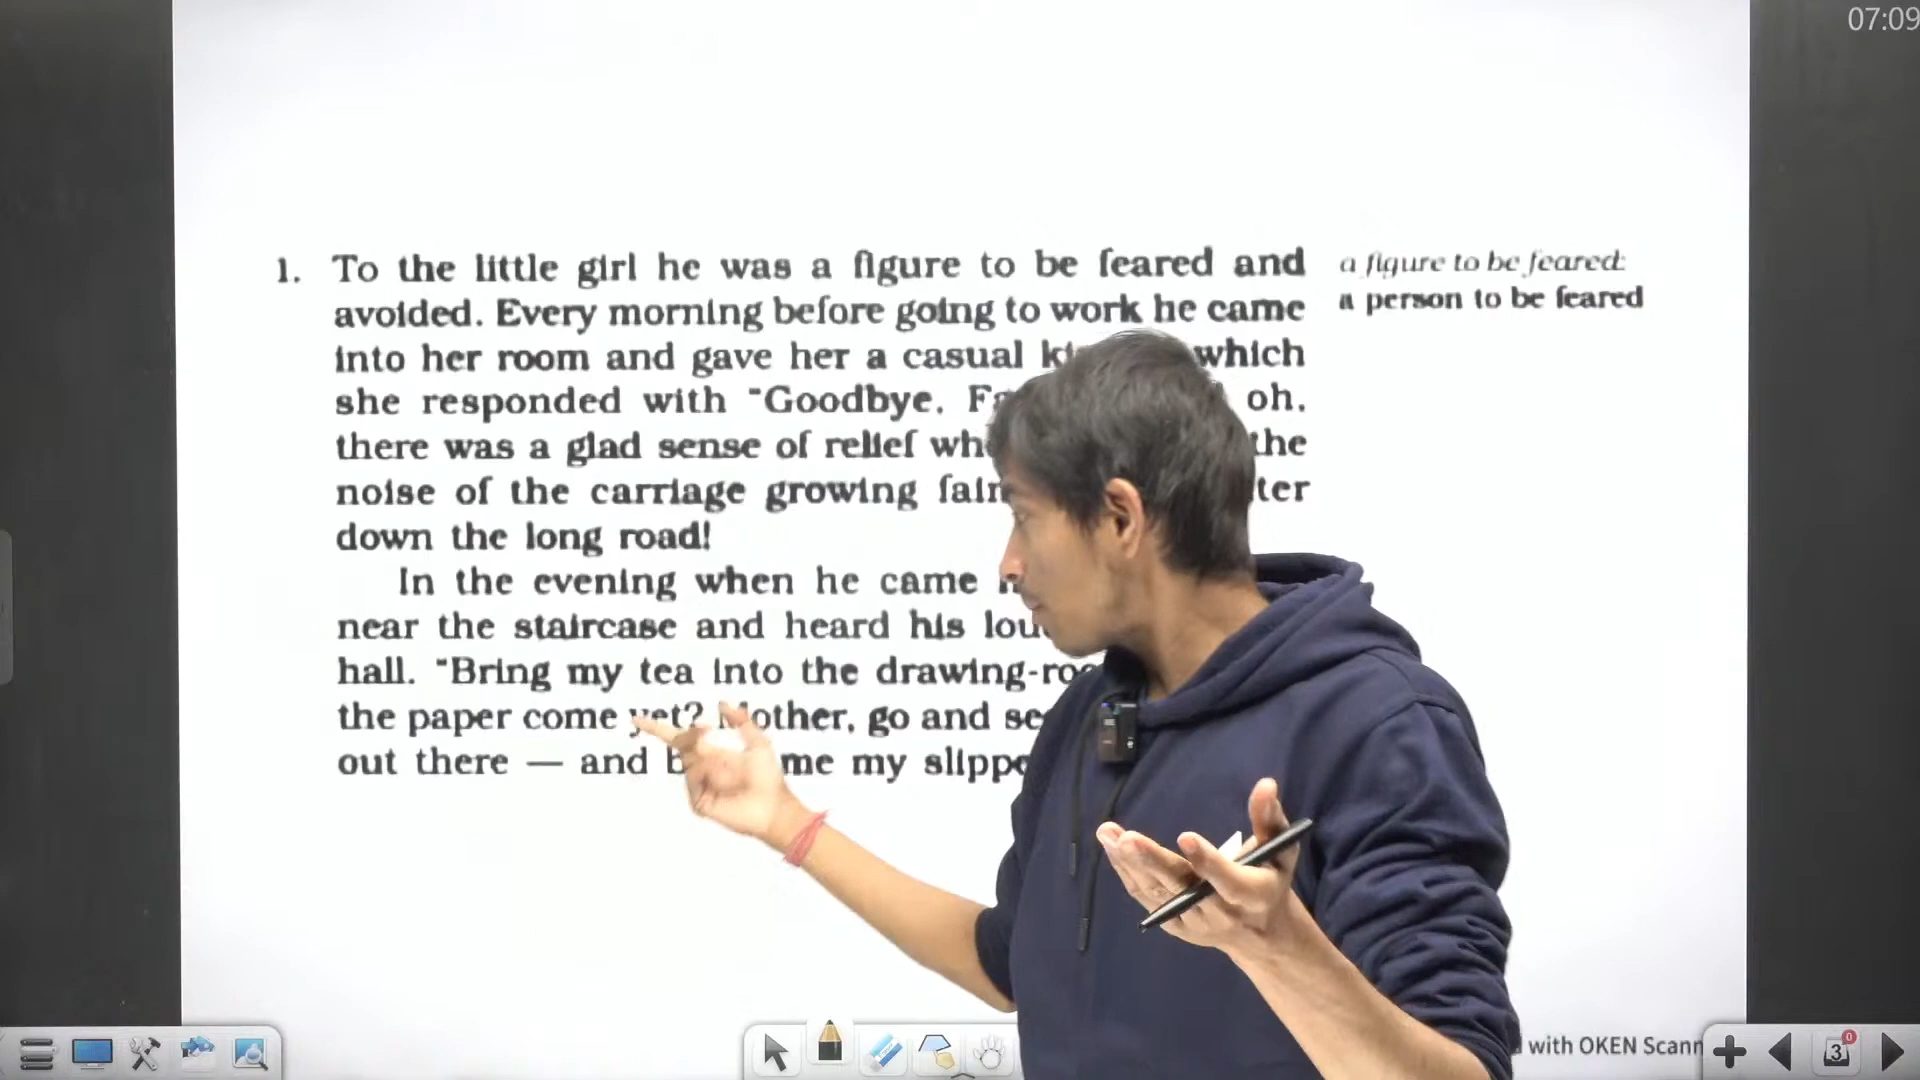 07:09
1. To the little girl he was a figure to be feared and
avoided. Every morning before going to work he came
into her room and gave her a casual which
she responded with "Goodbye, oh,
there was a glad sense of relief the
noise of the carriage growing
down the long road!
In the evening when he came
near the staircase and heard his
hall. "Bring my tea into the
the paper come yet? Mother, go and
out there — and me my
a figure to be feared:
a person to be feared
with OKEN
3
0